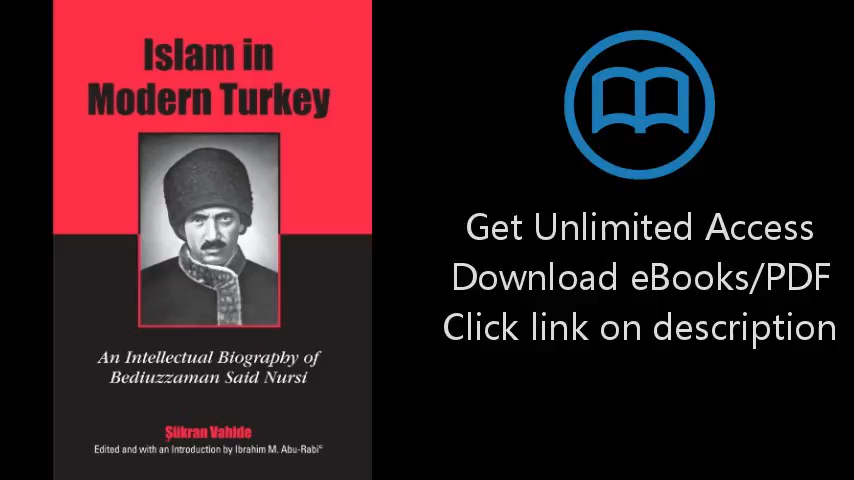 Islam in
Modern Turkey
An Intellectual Biography of
Bediuzzaman Said Nursi
Şükran Vahide
Edited and with an Introduction by Ibrahim M. Abu-Rabiʿ
Get Unlimited Access
Download eBooks/PDF
Click link on description